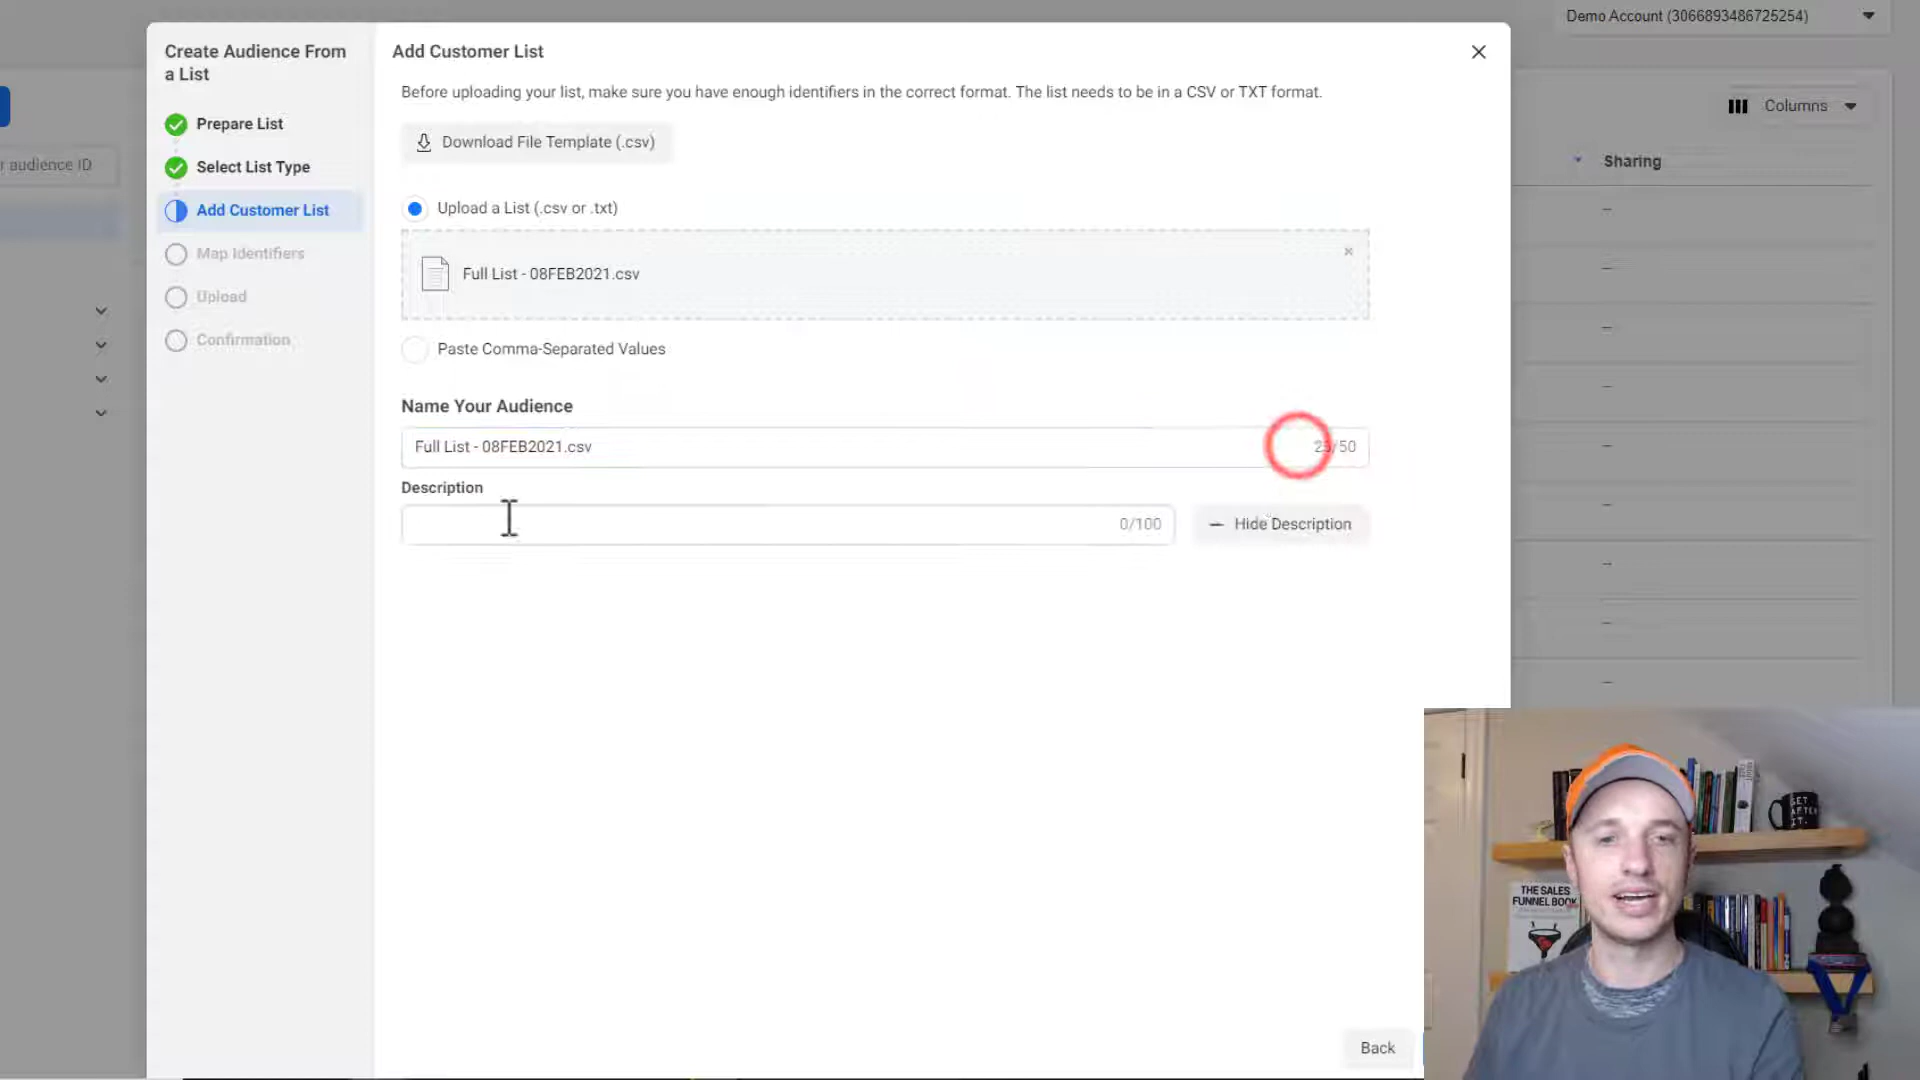 Demo Account (3066893486725254)
Create Audience From
a List
Add Customer List
Before uploading your list, make sure you have enough identifiers in the correct format. The list needs to be in a CSV or TXT format.
Prepare List
Download File Template (.csv)
Columns
r audience ID
Select List Type
Sharing
Add Customer List
Upload a List (.csv or .txt)
Map Identifiers
Full List - 08FEB2021.csv
Upload
Confirmation
Paste Comma-Separated Values
Name Your Audience
Full List - 08FEB2021.csv
/50
Description
0/100
Hide Description
GET
AFTER
IT.
THE SALES
FUNNEL BOOK
Back